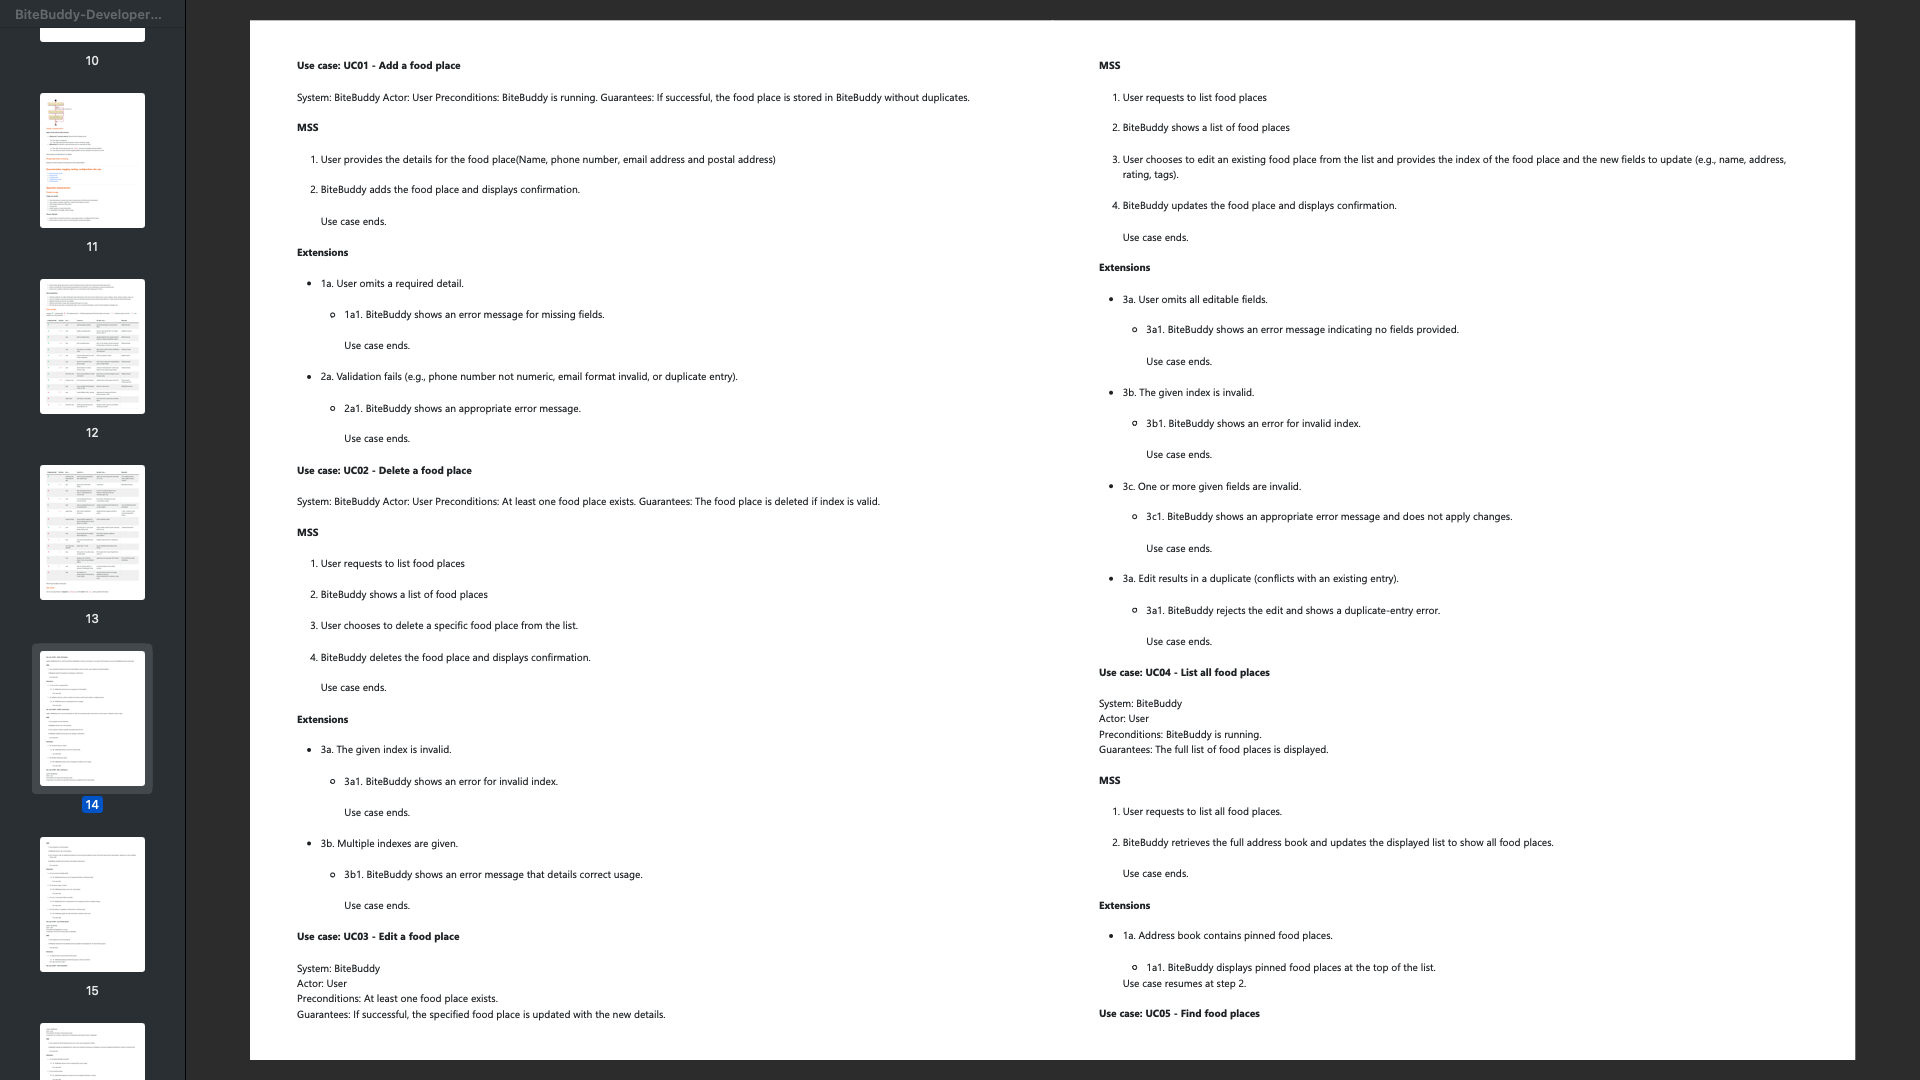 BiteBuddy-Developer...
10
11
12
13
14
15
Use case: UC01 - Add a food place
System: BiteBuddy Actor: User Preconditions: BiteBuddy is running. Guarantees: If successful, the food place is stored in BiteBuddy without duplicates.
MSS
1. User provides the details for the food place(Name, phone number, email address and postal address)
2. BiteBuddy adds the food place and displays confirmation.
Use case ends.
Extensions
• 1a. User omits a required detail.
◦ 1a1. BiteBuddy shows an error message for missing fields.
Use case ends.
• 2a. Validation fails (e.g., phone number not numeric, email format invalid, or duplicate entry).
◦ 2a1. BiteBuddy shows an appropriate error message.
Use case ends.
Use case: UC02 - Delete a food place
System: BiteBuddy Actor: User Preconditions: At least one food place exists. Guarantees: The food place is deleted if index is valid.
MSS
1. User requests to list food places
2. BiteBuddy shows a list of food places
3. User chooses to delete a specific food place from the list.
4. BiteBuddy deletes the food place and displays confirmation.
Use case ends.
Extensions
• 3a. The given index is invalid.
◦ 3a1. BiteBuddy shows an error for invalid index.
Use case ends.
• 3b. Multiple indexes are given.
◦ 3b1. BiteBuddy shows an error message that details correct usage.
Use case ends.
Use case: UC03 - Edit a food place
System: BiteBuddy
Actor: User
Preconditions: At least one food place exists.
Guarantees: If successful, the specified food place is updated with the new details.
MSS
1. User requests to list food places
2. BiteBuddy shows a list of food places
3. User chooses to edit an existing food place from the list and provides the index of the food place and the new fields to update (e.g., name, address,
rating, tags).
4. BiteBuddy updates the food place and displays confirmation.
Use case ends.
Extensions
• 3a. User omits all editable fields.
◦ 3a1. BiteBuddy shows an error message indicating no fields provided.
Use case ends.
• 3b. The given index is invalid.
◦ 3b1. BiteBuddy shows an error for invalid index.
Use case ends.
• 3c. One or more given fields are invalid.
◦ 3c1. BiteBuddy shows an appropriate error message and does not apply changes.
Use case ends.
• 3a. Edit results in a duplicate (conflicts with an existing entry).
◦ 3a1. BiteBuddy rejects the edit and shows a duplicate-entry error.
Use case ends.
Use case: UC04 - List all food places
System: BiteBuddy
Actor: User
Preconditions: BiteBuddy is running.
Guarantees: The full list of food places is displayed.
MSS
1. User requests to list all food places.
2. BiteBuddy retrieves the full address book and updates the displayed list to show all food places.
Use case ends.
Extensions
• 1a. Address book contains pinned food places.
◦ 1a1. BiteBuddy displays pinned food places at the top of the list.
Use case resumes at step 2.
Use case: UC05 - Find food places